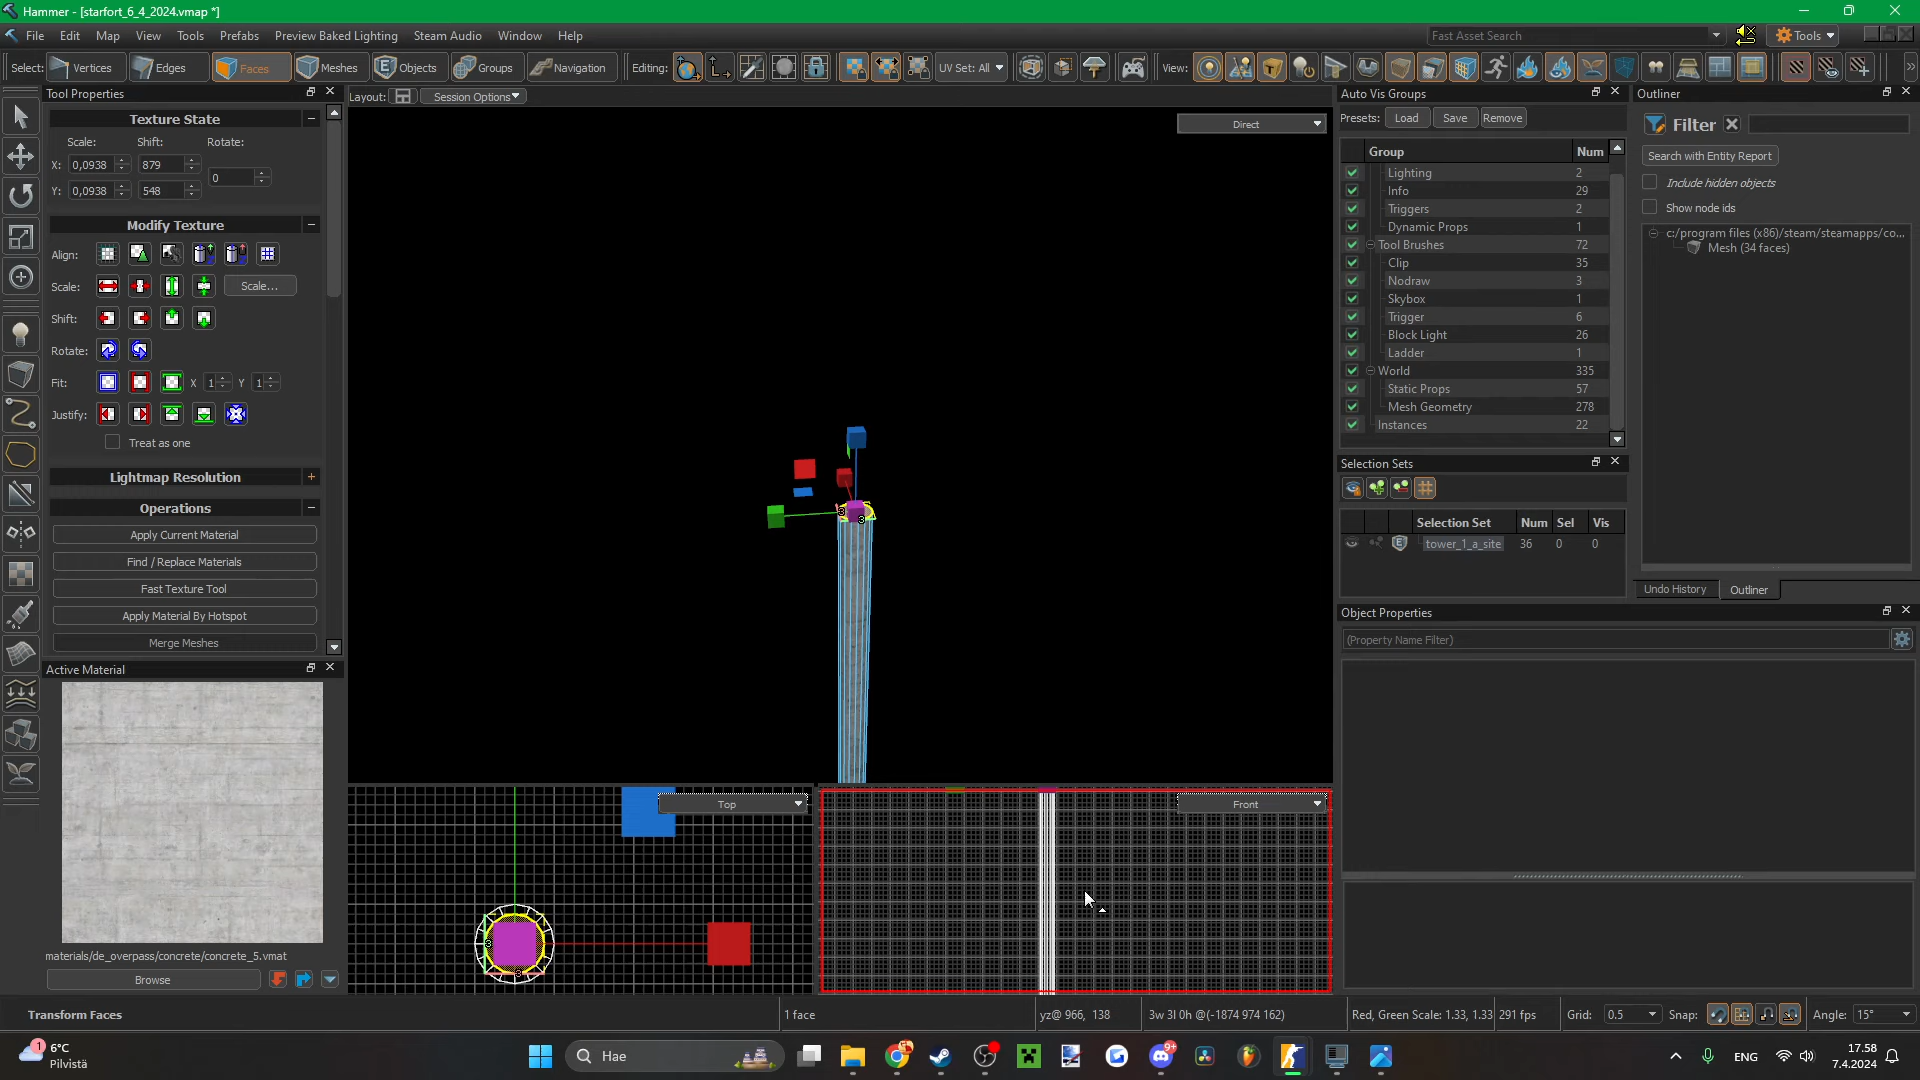 Hammer - [starfort_6_4_2024.vmap *]
File Edit Map View Tools Prefabs Preview Baked Lighting Steam Audio Window Help
Fast Asset Search
Tools
Select: Vertices Edges Faces Meshes Objects Groups Navigation Editing: UV Set: All View:
Tool Properties
Texture State
Scale: Shift: Rotate:
X: 0,0938 879
0
Y: 0,0938 548
Modify Texture
Align:
Scale: Scale...
Shift:
Rotate:
Fit: X 1 Y 1
Justify:
Treat as one
Lightmap Resolution
Operations
Apply Current Material
Find / Replace Materials
Fast Texture Tool
Apply Material By Hotspot
Merge Meshes
Active Material
materials/de_overpass/concrete/concrete_5.vmat
Browse
Layout: Session Options
Direct
3
3
Top
3
3
Front
Auto Vis Groups
Presets: Load Save Remove
Group Num
Lighting 2
Info 29
Triggers 2
Dynamic Props 1
Tool Brushes 72
Clip 35
Nodraw 3
Skybox 1
Trigger 6
Block Light 26
Ladder 1
World 335
Static Props 57
Mesh Geometry 278
Instances 22
Selection Sets
Selection Set Num Sel Vis
tower_1_a_site 36 0 0
Outliner
Filter
Search with Entity Report
Include hidden objects
Show node ids
c:/program files (x86)/steam/steamapps/co...
Mesh (34 faces)
Undo History Outliner
Object Properties
(Property Name Filter)
Transform Faces 1 face yz@ 966, 138 3w 3l 0h @(-1874 974 162) Red, Green Scale: 1.33, 1.33 291 fps Grid: 0.5 Snap: Angle: 15°
1
6°C
Pilvistä
Hae
9+
ENG
17.58
7.4.2024